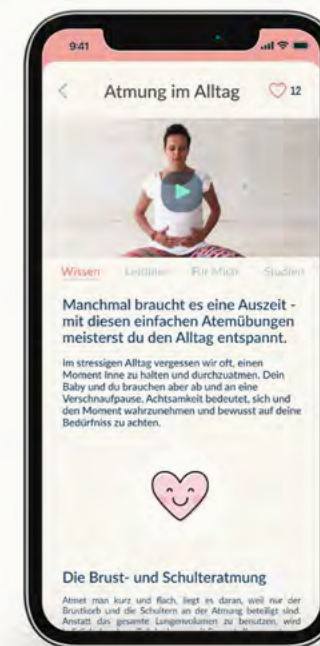 9:41
Atmung im Alltag
12
Wissen Leitlinien Für Mich Studien
Manchmal braucht es eine Auszeit -
mit diesen einfachen Atemübungen
meisterst du den Alltag entspannt.
Im stressigen Alltag vergessen wir oft, einen
Moment Inne zu halten und durchzuatmen. Dein
Baby und du brauchen aber ab und an eine
Verschnaufpause. Achtsamkeit bedeutet, sich und
den Moment wahrzunehmen und bewusst auf deine
Bedürfniss zu achten.
Die Brust- und Schulteratmung
Atmet man kurz und flach, liegt es daran, weil nur der
Brustkorb und die Schultern an der Atmung beteiligt sind.
Anstatt das gesamte Lungenvolumen zu benutzen, wird